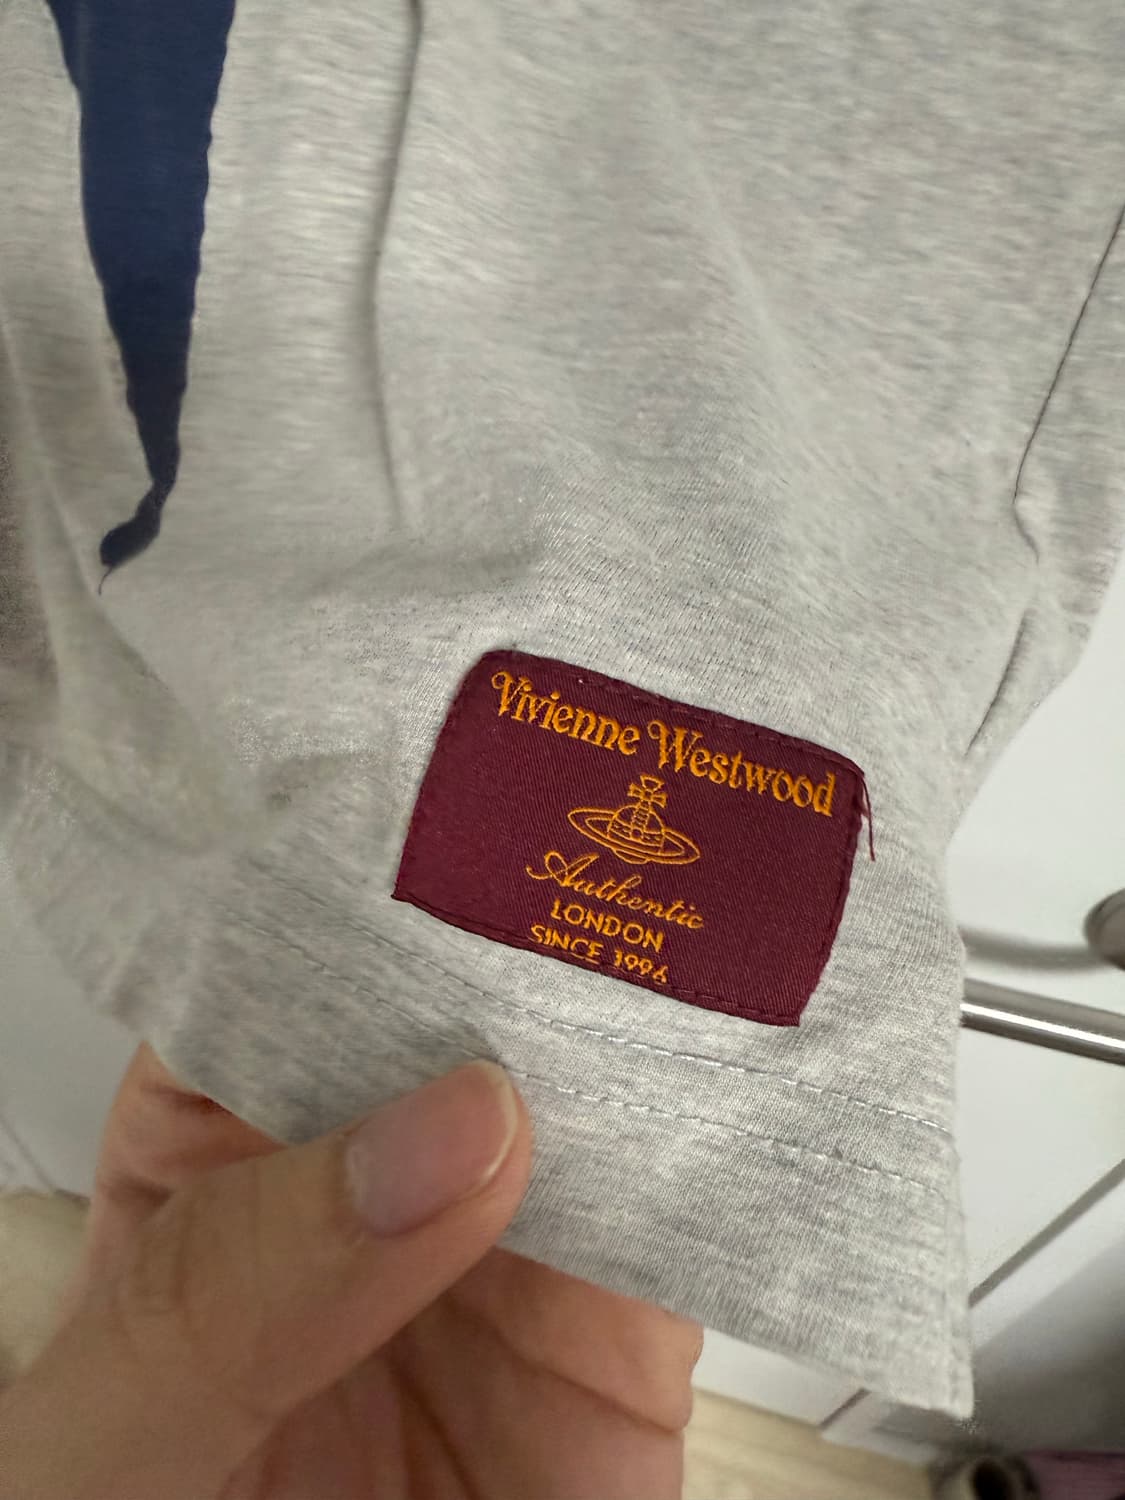 Vivienne Westwood
Authentic
LONDON
SINCE 1996